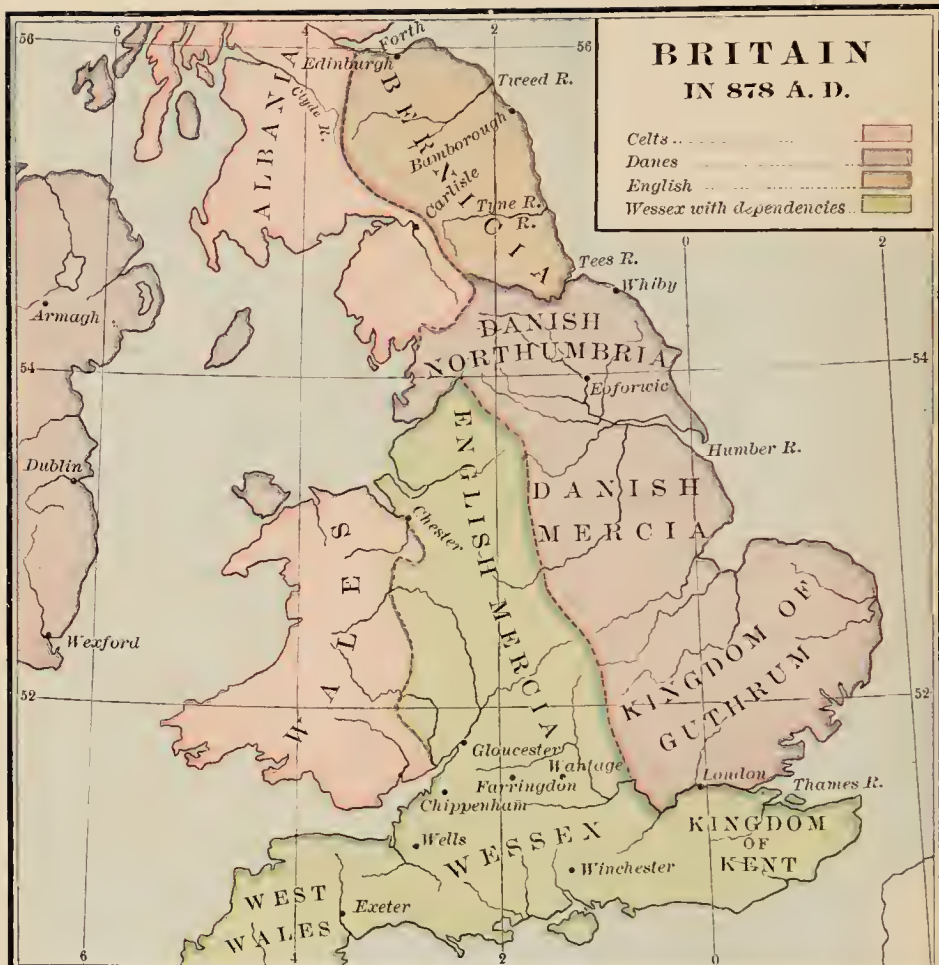 BRITAIN
IN 878 A. D.
Celts
Danes
English
Wessex with dependencies
6
4
2
56
56
0
2
Forth
Edinburgh
Tweed R.
Clyde R.
ALBANIA
BERNICIA
Bamborough
Carlisle
Tyne R.
R.
Tees R.
Whiby
Armagh
DANISH
NORTHUMBRIA
54
54
Eoforwic
Humber R.
Dublin
ENGLISH MERCIA
DANISH
MERCIA
Chester
WALES
Wexford
KINGDOM OF
GUTHRUM
52
52
Gloucester
Wantage
Farringdon
London
Thames R.
Chippenham
Wells
WESSEX
KINGDOM
OF
KENT
Winchester
WEST
WALES
Exeter
6
4
2
0